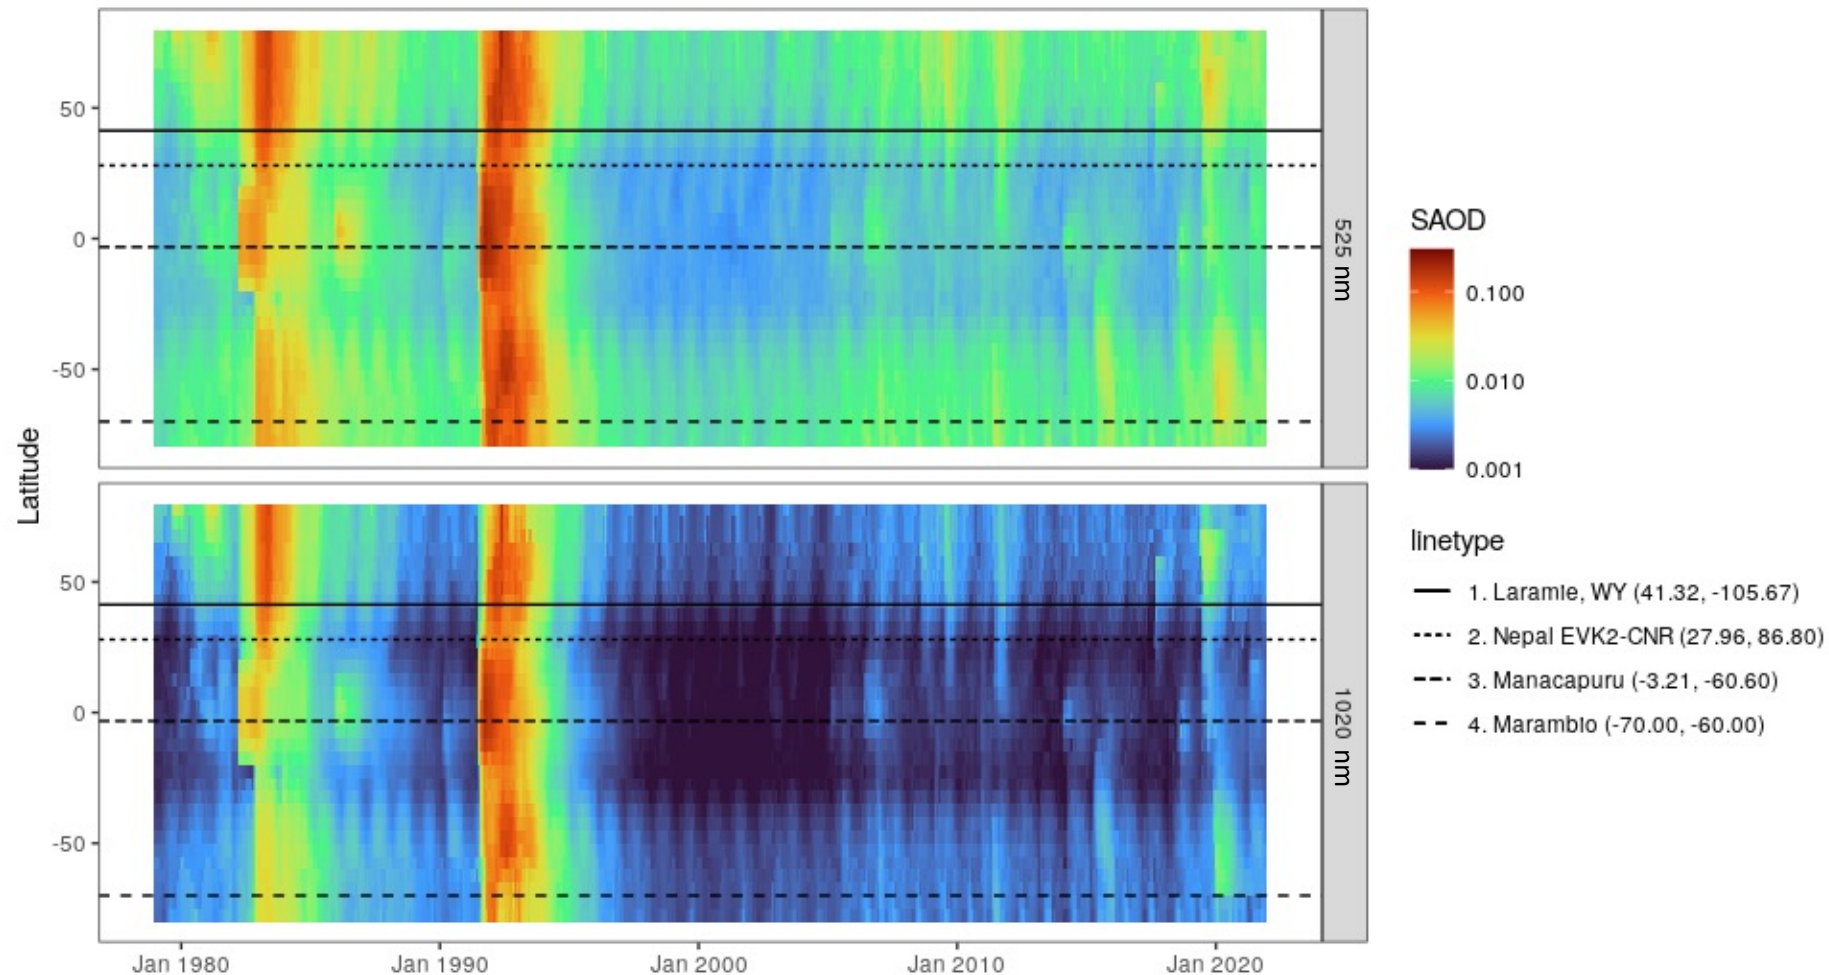 Latitude
50
0
-50
525 nm
50
0
-50
1020 nm
Jan 1980
Jan 1990
Jan 2000
Jan 2010
Jan 2020
SAOD
0.100
0.010
0.001
linetype
1. Laramie, WY (41.32, -105.67)
2. Nepal EVK2-CNR (27.96, 86.80)
3. Manacapuru (-3.21, -60.60)
4. Marambio (-70.00, -60.00)